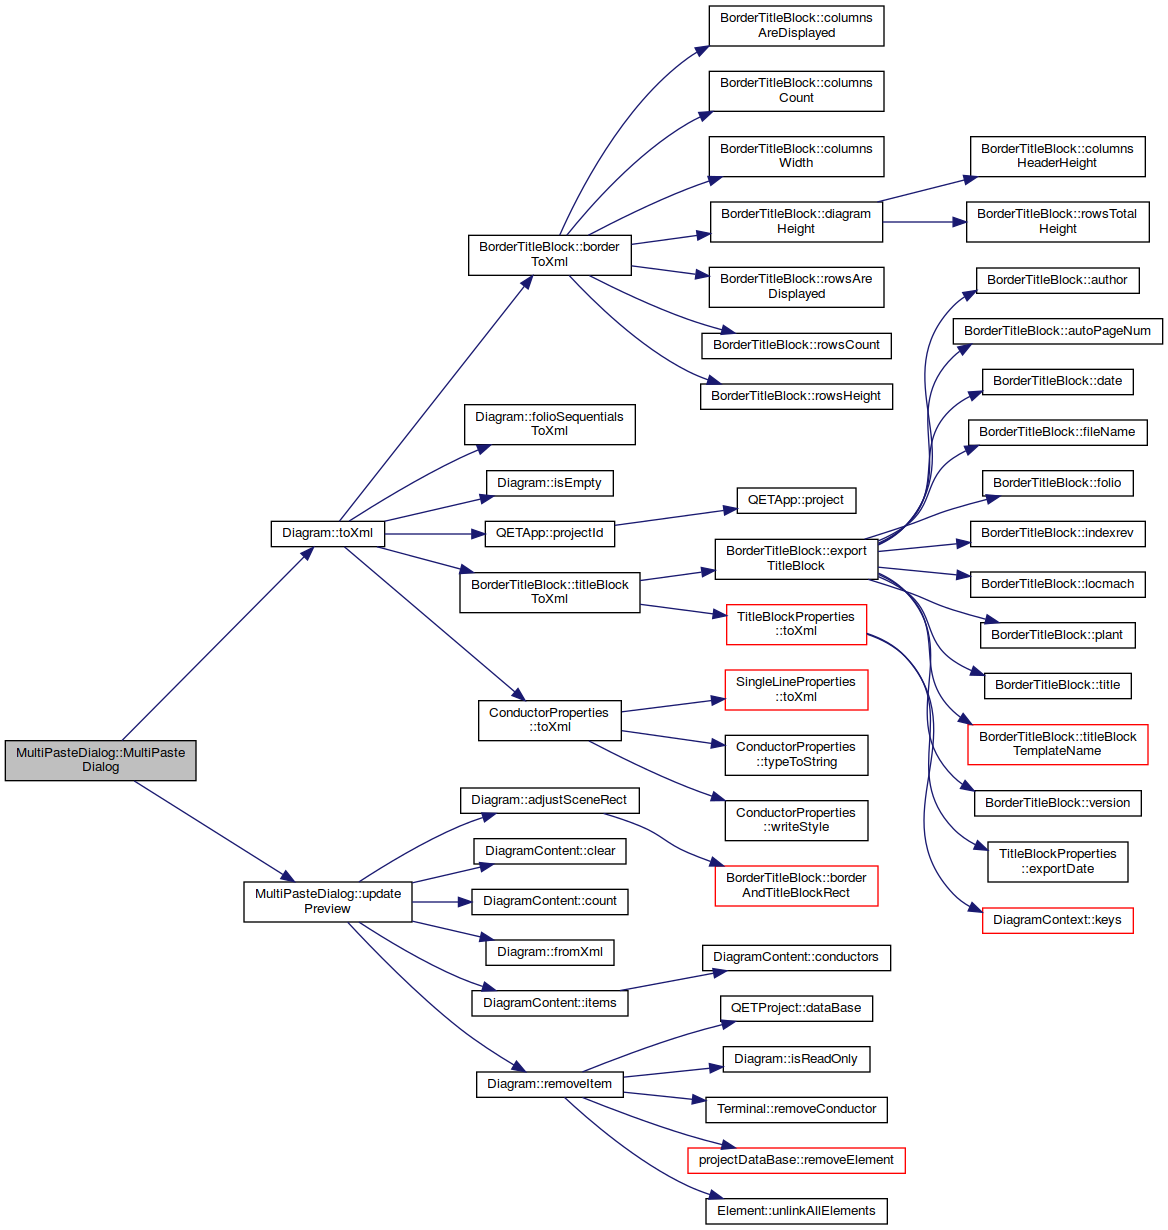 MultiPasteDialog::MultiPaste
Dialog
Diagram::toXml
BorderTitleBlock::border
ToXml
BorderTitleBlock::columns
AreDisplayed
BorderTitleBlock::columns
Count
BorderTitleBlock::columns
Width
BorderTitleBlock::diagram
Height
BorderTitleBlock::columns
HeaderHeight
BorderTitleBlock::rowsTotal
Height
BorderTitleBlock::rowsAre
Displayed
BorderTitleBlock::rowsCount
BorderTitleBlock::rowsHeight
Diagram::folioSequentials
ToXml
Diagram::isEmpty
QETApp::projectId
QETApp::project
BorderTitleBlock::titleBlock
ToXml
BorderTitleBlock::export
TitleBlock
BorderTitleBlock::author
BorderTitleBlock::autoPageNum
BorderTitleBlock::date
BorderTitleBlock::fileName
BorderTitleBlock::folio
BorderTitleBlock::indexrev
BorderTitleBlock::locmach
BorderTitleBlock::plant
BorderTitleBlock::title
BorderTitleBlock::titleBlock
TemplateName
BorderTitleBlock::version
TitleBlockProperties
::toXml
TitleBlockProperties
::exportDate
DiagramContext::keys
ConductorProperties
::toXml
SingleLineProperties
::toXml
ConductorProperties
::typeToString
ConductorProperties
::writeStyle
MultiPasteDialog::update
Preview
Diagram::adjustSceneRect
BorderTitleBlock::border
AndTitleBlockRect
DiagramContent::clear
DiagramContent::count
Diagram::fromXml
DiagramContent::items
DiagramContent::conductors
Diagram::removeItem
QETProject::dataBase
Diagram::isReadOnly
Terminal::removeConductor
projectDataBase::removeElement
Element::unlinkAllElements